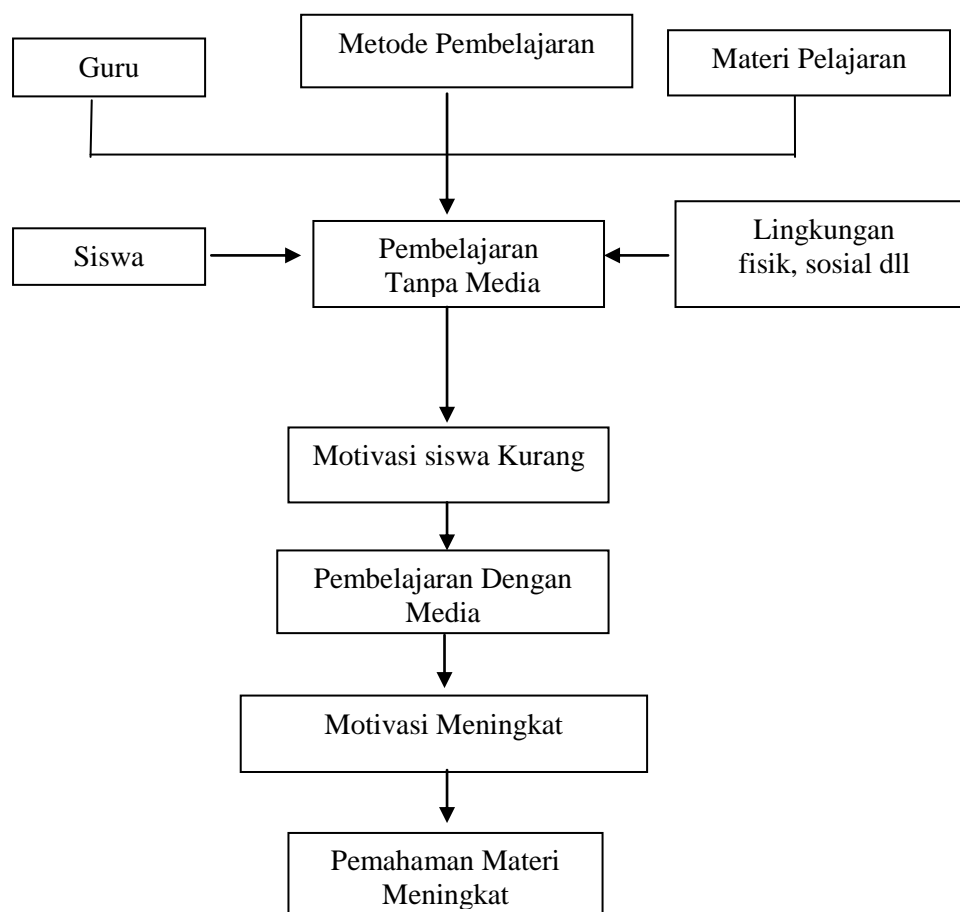 Metode Pembelajaran
Guru
Materi Pelajaran
Siswa
Pembelajaran
Tanpa Media
Lingkungan
fisik, sosial dll
Motivasi siswa Kurang
Pembelajaran Dengan
Media
Motivasi Meningkat
Pemahaman Materi
Meningkat